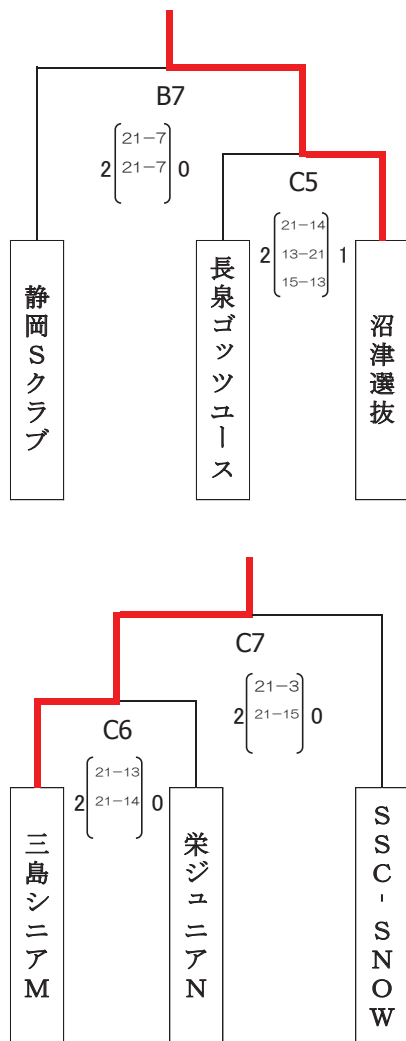 B7
21-7
2 21-7 0
C5
21-14
2 13-21 1
15-13
静岡Sクラブ
長泉ゴッツユース
沼津選抜
C7
21-3
2 21-15 0
C6
21-13
2 21-14 0
三島シニアM
栄ジュニアN
SSC-SNOW